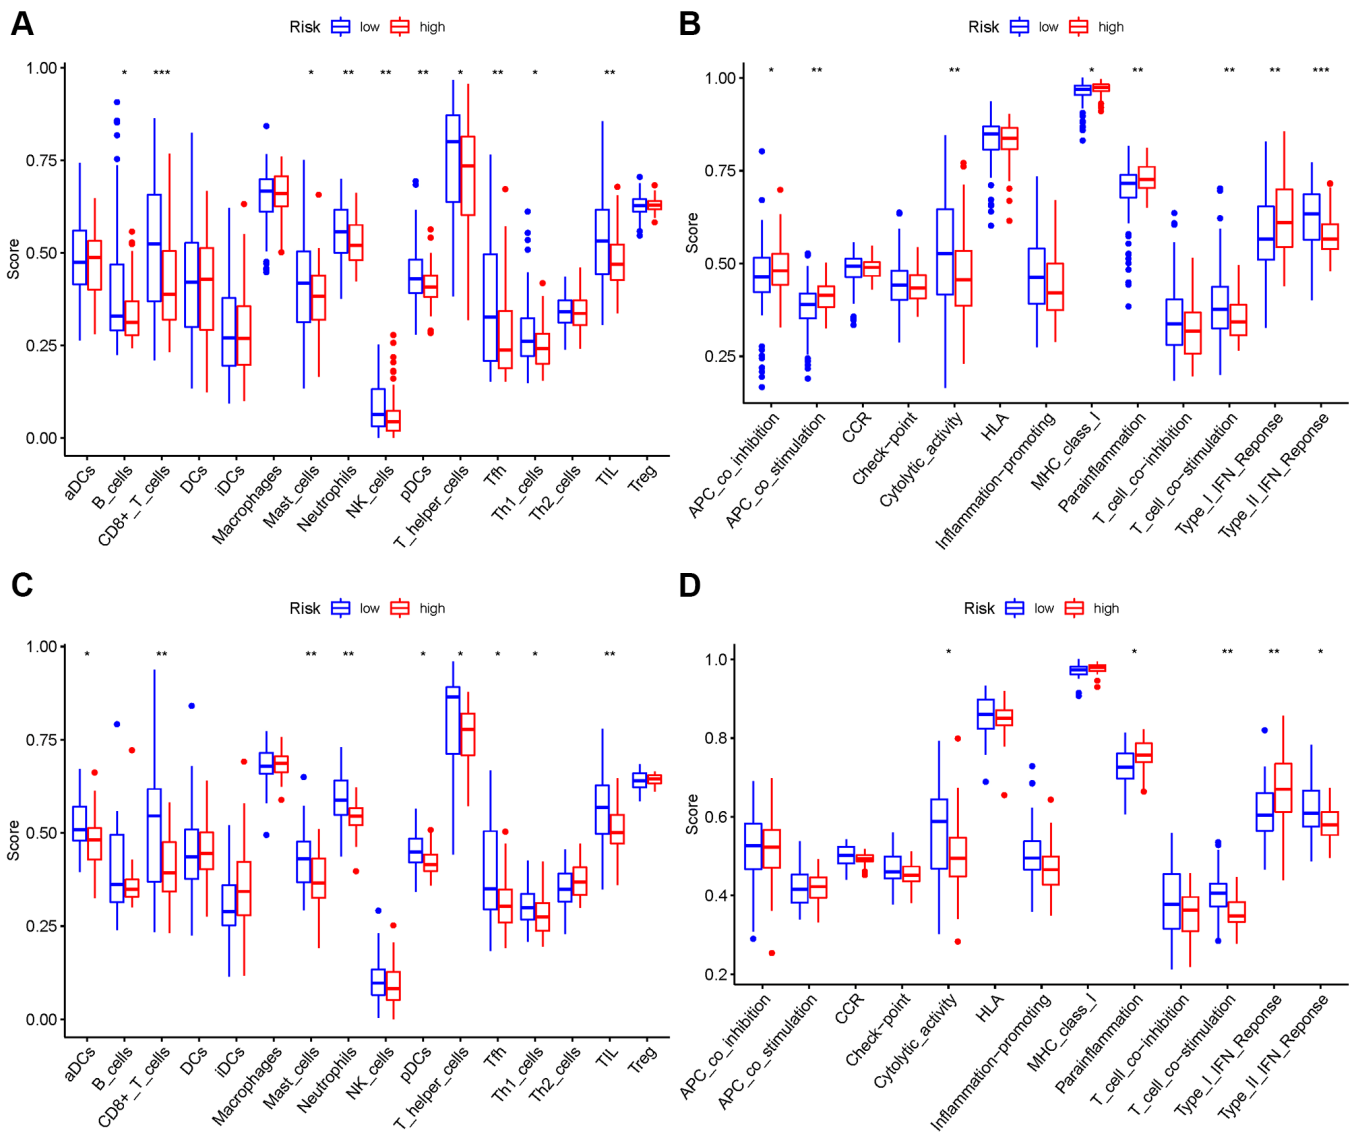 A
Risk low high
* *** * ** ** ** * ** * **
1.00
0.75
0.50
0.25
0.00
Score
aDCs
B_cells
CD8+_T_cells
DCs
iDCs
Macrophages
Mast_cells
Neutrophils
NK_cells
pDCs
T_helper_cells
Tfh
Th1_cells
Th2_cells
TIL
Treg
B
Risk low high
* ** ** * ** ** ** ***
1.00
0.75
0.50
0.25
Score
APC_co_inhibition
APC_co_stimulation
CCR
Check−point
Cytolytic_activity
HLA
Inflammation−promoting
MHC_class_I
Parainflammation
T_cell_co−inhibition
T_cell_co−stimulation
Type_I_IFN_Reponse
Type_II_IFN_Reponse
C
Risk low high
* ** ** ** * * * * **
1.00
0.75
0.50
0.25
0.00
Score
aDCs
B_cells
CD8+_T_cells
DCs
iDCs
Macrophages
Mast_cells
Neutrophils
NK_cells
pDCs
T_helper_cells
Tfh
Th1_cells
Th2_cells
TIL
Treg
D
Risk low high
* * ** ** *
1.0
0.8
0.6
0.4
0.2
Score
APC_co_inhibition
APC_co_stimulation
CCR
Check−point
Cytolytic_activity
HLA
Inflammation−promoting
MHC_class_I
Parainflammation
T_cell_co−inhibition
T_cell_co−stimulation
Type_I_IFN_Reponse
Type_II_IFN_Reponse